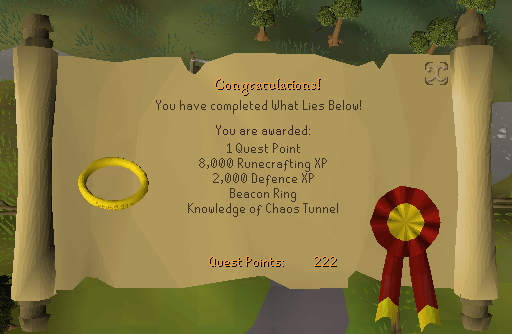 Congratulations!
You have completed What Lies Below!
You are awarded:
1 Quest Point
8,000 Runecrafting XP
2,000 Defence XP
Beacon Ring
Knowledge of Chaos Tunnel
Quest Points: 222